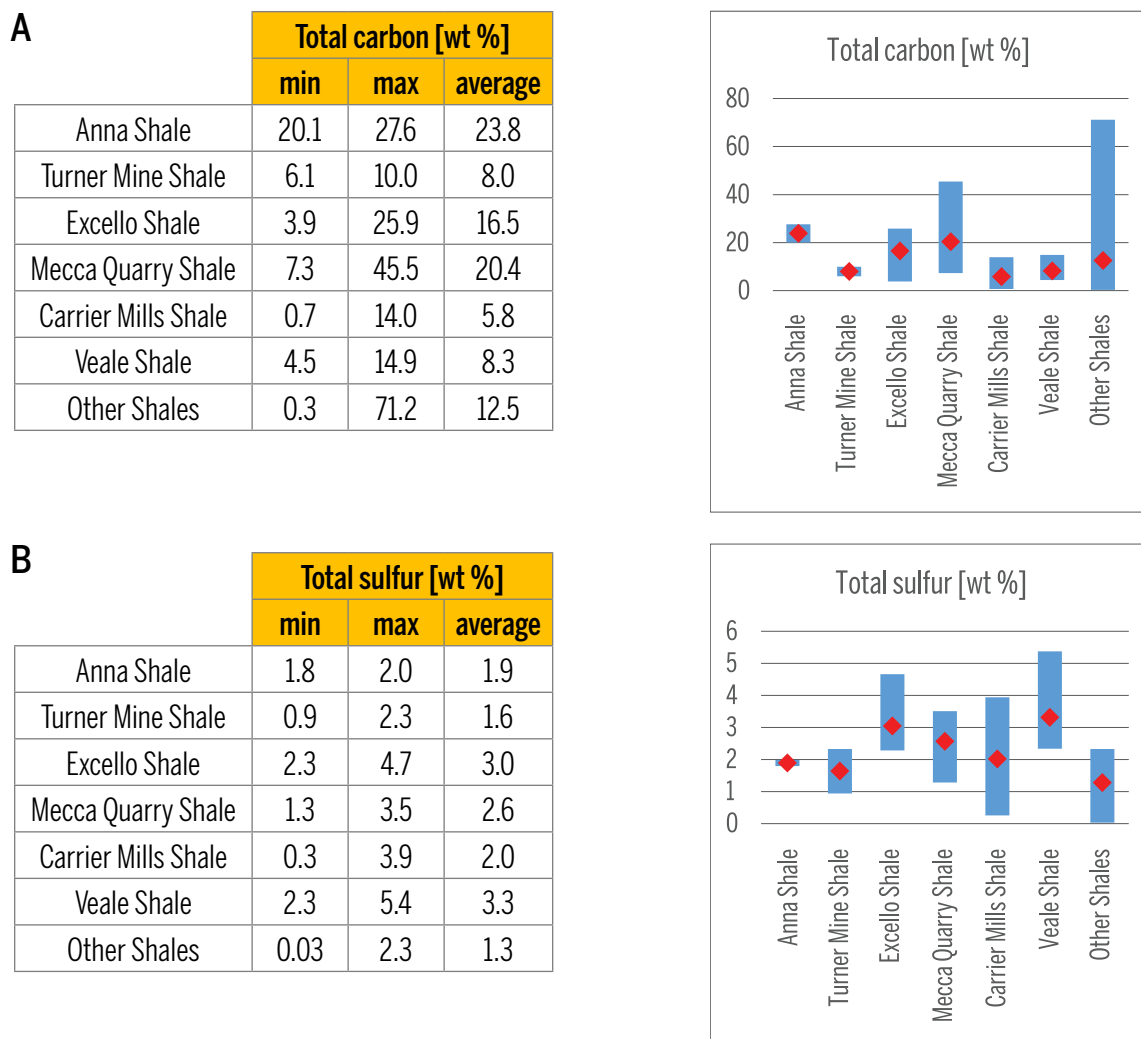 A
Total carbon [wt %]
min max average
Anna Shale 20.1 27.6 23.8
Turner Mine Shale 6.1 10.0 8.0
Excello Shale 3.9 25.9 16.5
Mecca Quarry Shale 7.3 45.5 20.4
Carrier Mills Shale 0.7 14.0 5.8
Veale Shale 4.5 14.9 8.3
Other Shales 0.3 71.2 12.5
Total carbon [wt %]
80
60
40
20
0
Anna Shale
Turner Mine Shale
Excello Shale
Mecca Quarry Shale
Carrier Mills Shale
Veale Shale
Other Shales
B
Total sulfur [wt %]
min max average
Anna Shale 1.8 2.0 1.9
Turner Mine Shale 0.9 2.3 1.6
Excello Shale 2.3 4.7 3.0
Mecca Quarry Shale 1.3 3.5 2.6
Carrier Mills Shale 0.3 3.9 2.0
Veale Shale 2.3 5.4 3.3
Other Shales 0.03 2.3 1.3
Total sulfur [wt %]
6
5
4
3
2
1
0
Anna Shale
Turner Mine Shale
Excello Shale
Mecca Quarry Shale
Carrier Mills Shale
Veale Shale
Other Shales